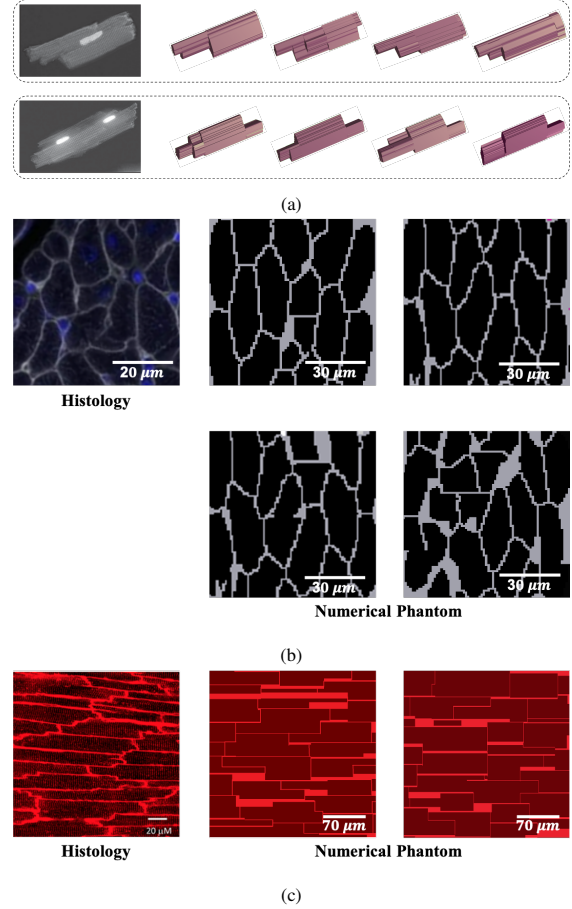 (a)
20 μm
30 μm
30 μm
Histology
30 μm
30 μm
Numerical Phantom
(b)
20 μM
70 μm
70 μm
Histology
Numerical Phantom
(c)